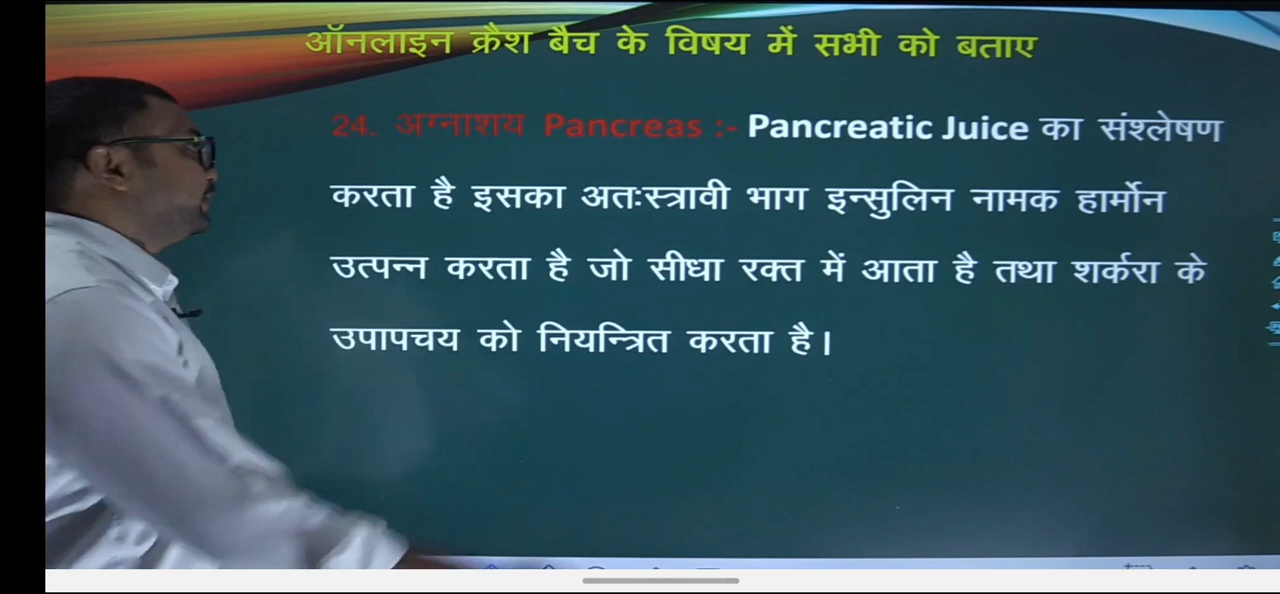 ऑनलाइन क्रैश बैच के विषय में सभी को बताए
24. अग्नाशय Pancreas :- Pancreatic Juice का संश्लेषण
करता है इसका अतःस्त्रावी भाग इन्सुलिन नामक हार्मोन
उत्पन्न करता है जो सीधा रक्त में आता है तथा शर्करा के
उपापचय को नियन्त्रित करता है।